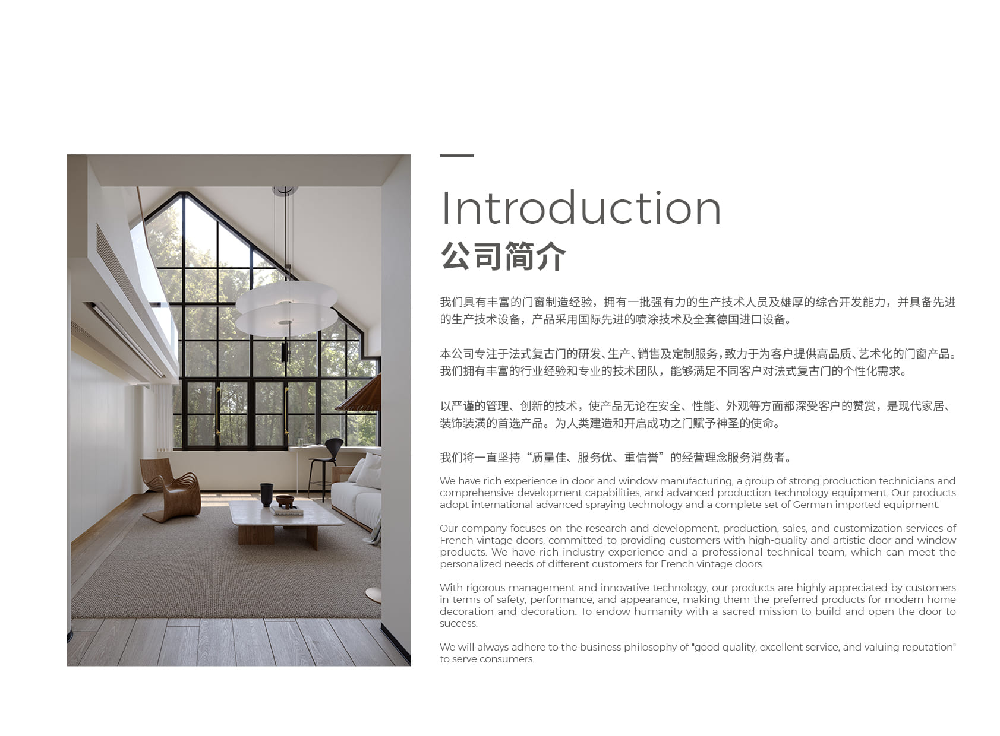 Introduction
公司简介
我们具有丰富的门窗制造经验，拥有一批强有力的生产技术人员及雄厚的综合开发能力，并具备先进
的生产技术设备，产品采用国际先进的喷涂技术及全套德国进口设备。
本公司专注于法式复古门的研发、生产、销售及定制服务，致力于为客户提供高品质、艺术化的门窗产品。
我们拥有丰富的行业经验和专业的技术团队，能够满足不同客户对法式复古门的个性化需求。
以严谨的管理、创新的技术，使产品无论在安全、性能、外观等方面都深受客户的赞赏，是现代家居、
装饰装潢的首选产品。为人类建造和开启成功之门赋予神圣的使命。
我们将一直坚持“质量佳、服务优、重信誉”的经营理念服务消费者。
We have rich experience in door and window manufacturing, a group of strong production technicians and
comprehensive development capabilities, and advanced production technology equipment. Our products
adopt international advanced spraying technology and a complete set of German imported equipment.
Our company focuses on the research and development, production, sales, and customization services of
French vintage doors, committed to providing customers with high-quality and artistic door and window
products. We have rich industry experience and a professional technical team, which can meet the
personalized needs of different customers for French vintage doors.
With rigorous management and innovative technology, our products are highly appreciated by customers
in terms of safety, performance, and appearance, making them the preferred products for modern home
decoration and decoration. To endow humanity with a sacred mission to build and open the door to
success.
We will always adhere to the business philosophy of "good quality, excellent service, and valuing reputation"
to serve consumers.